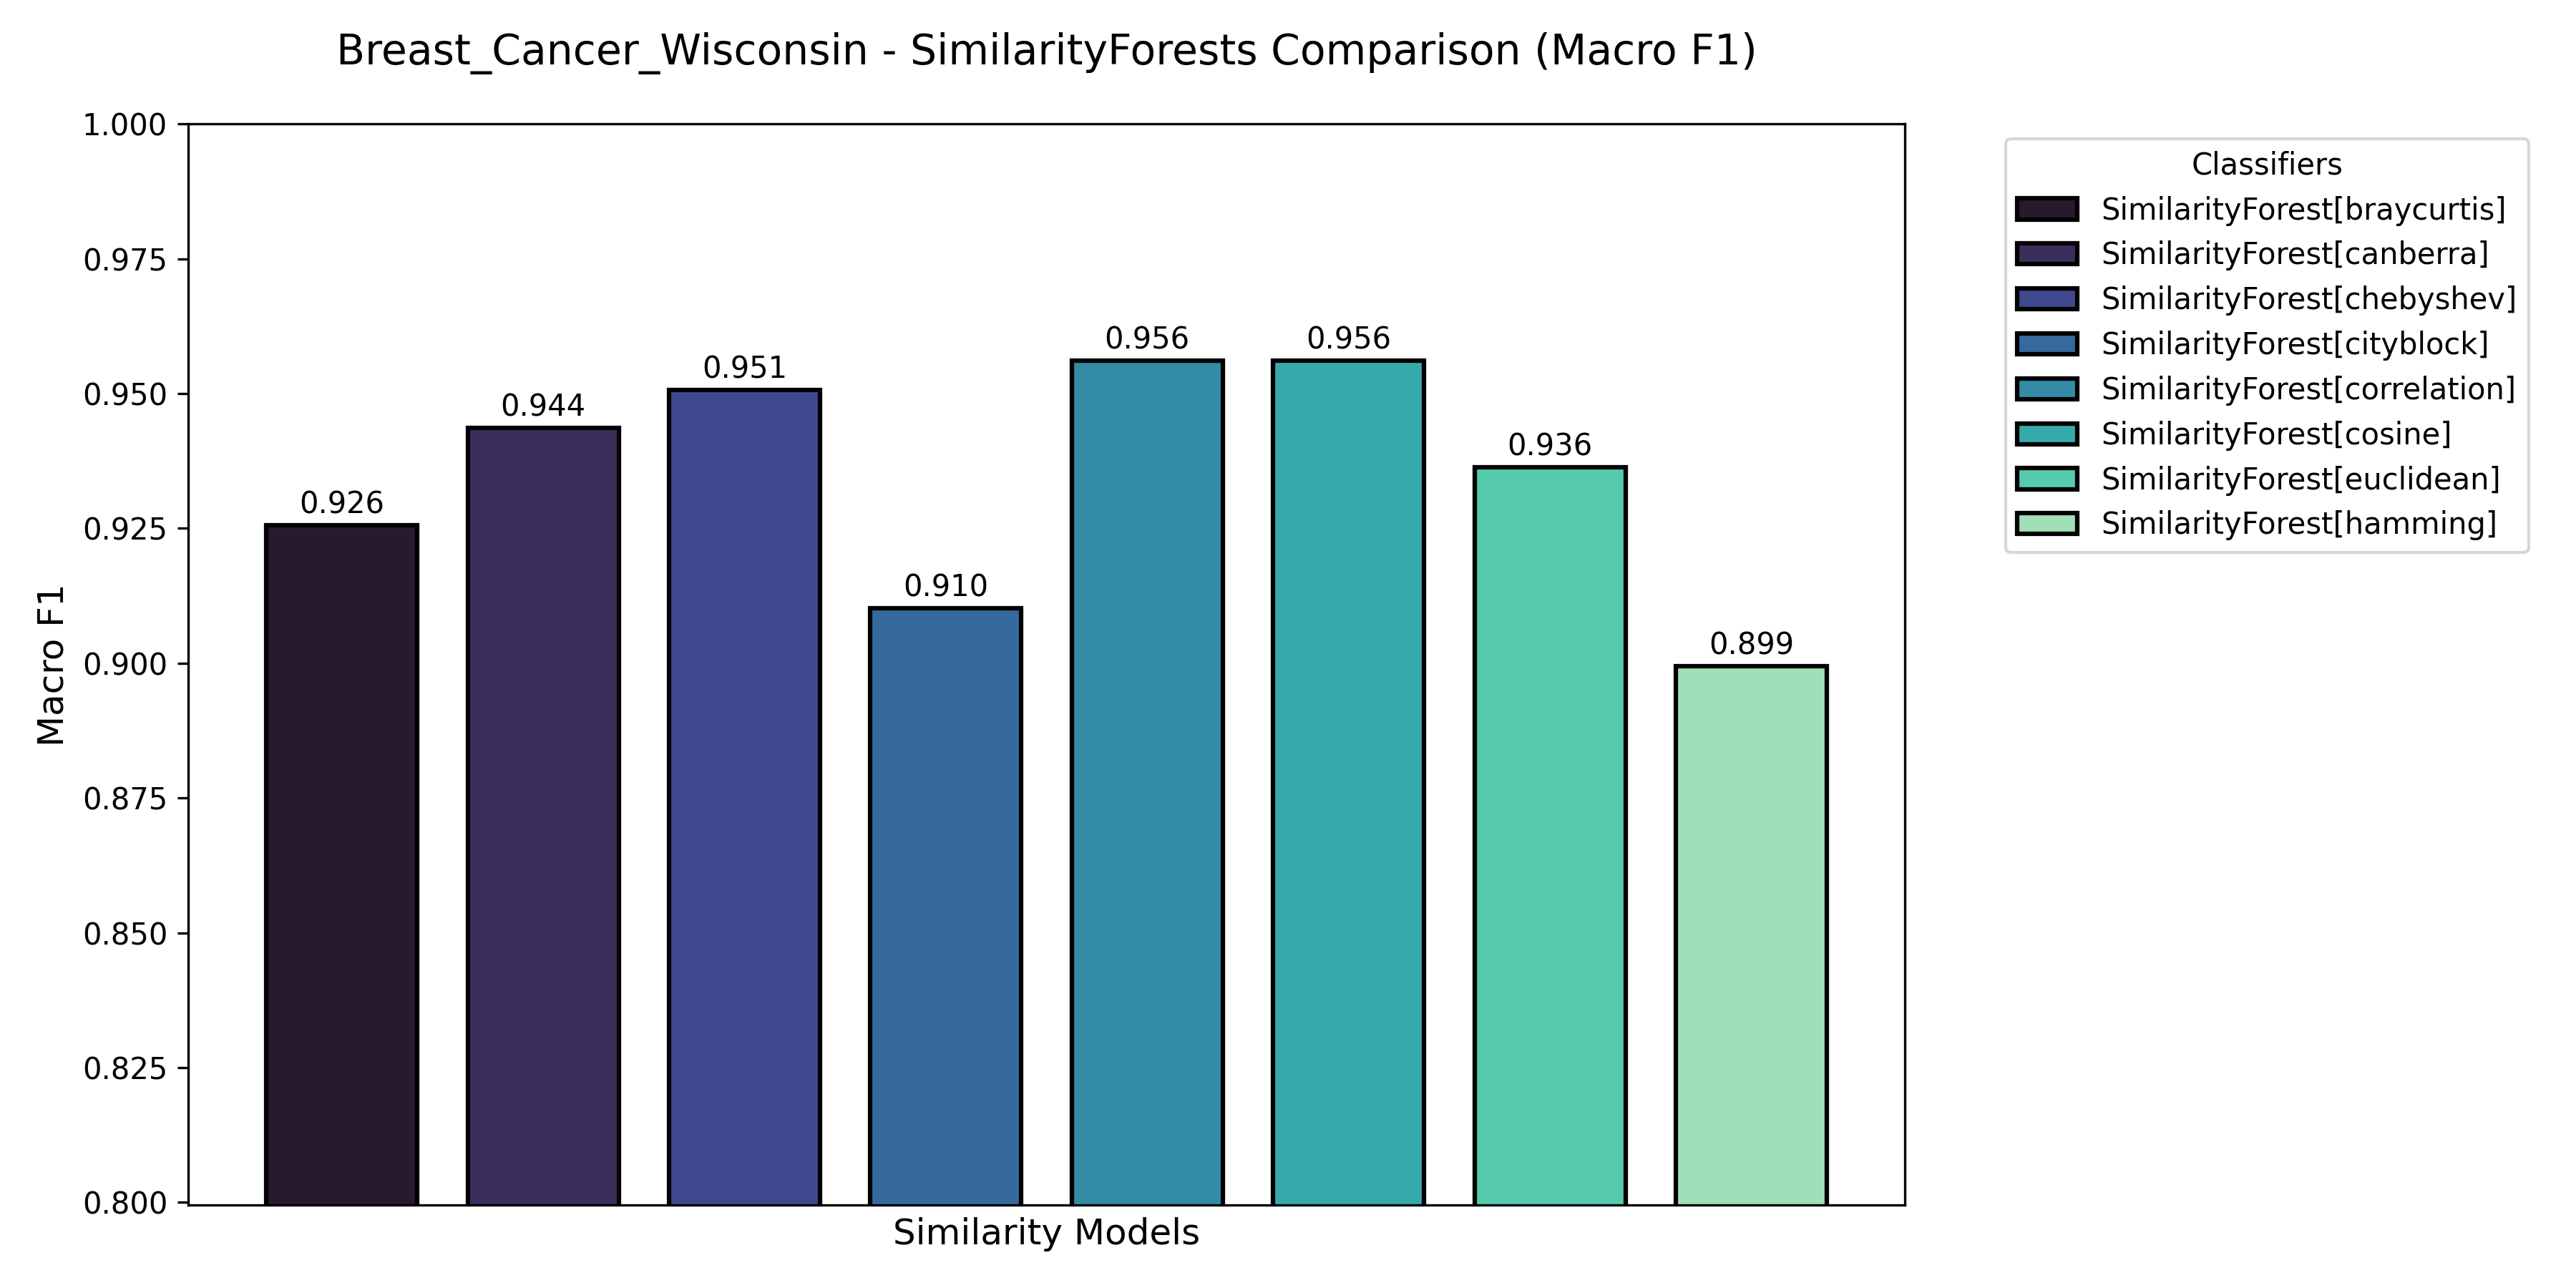 Breast_Cancer_Wisconsin - SimilarityForests Comparison (Macro F1)
Macro F1
1.000
0.975
0.950
0.925
0.900
0.875
0.850
0.825
0.800
0.926
0.944
0.951
0.910
0.956
0.956
0.936
0.899
Similarity Models
Classifiers
SimilarityForest[braycurtis]
SimilarityForest[canberra]
SimilarityForest[chebyshev]
SimilarityForest[cityblock]
SimilarityForest[correlation]
SimilarityForest[cosine]
SimilarityForest[euclidean]
SimilarityForest[hamming]